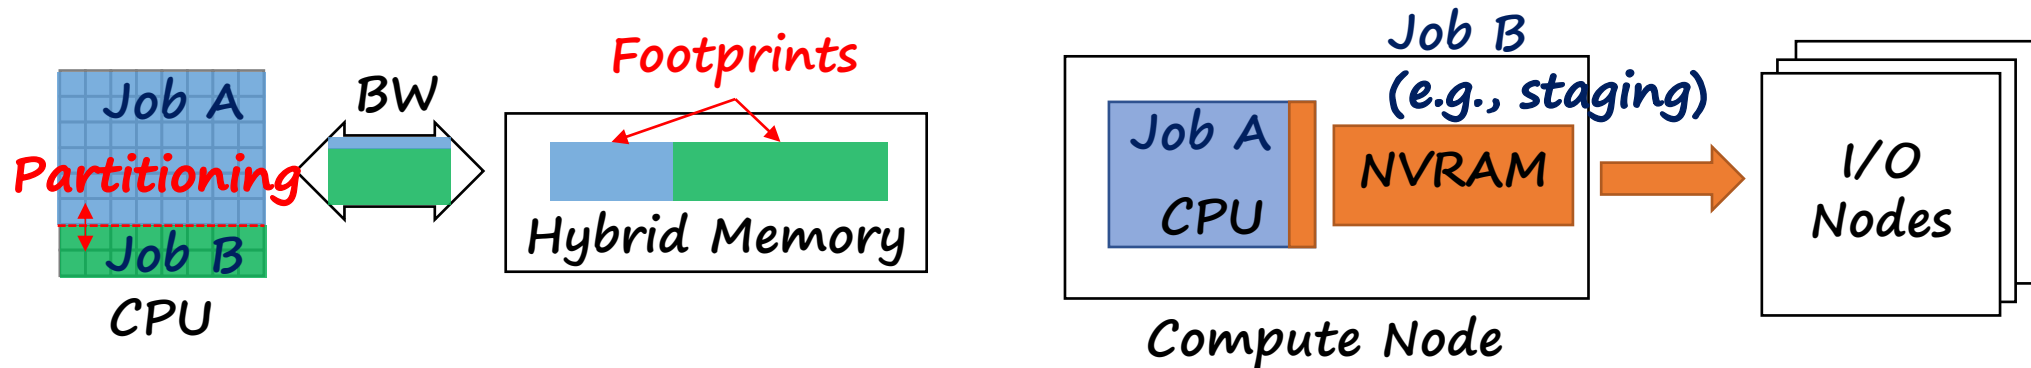 Footprints
Job A
BW
Partitioning
Hybrid Memory
Job B
CPU
Job B
(e.g., staging)
Job A
CPU
NVRAM
I/O
Nodes
Compute Node